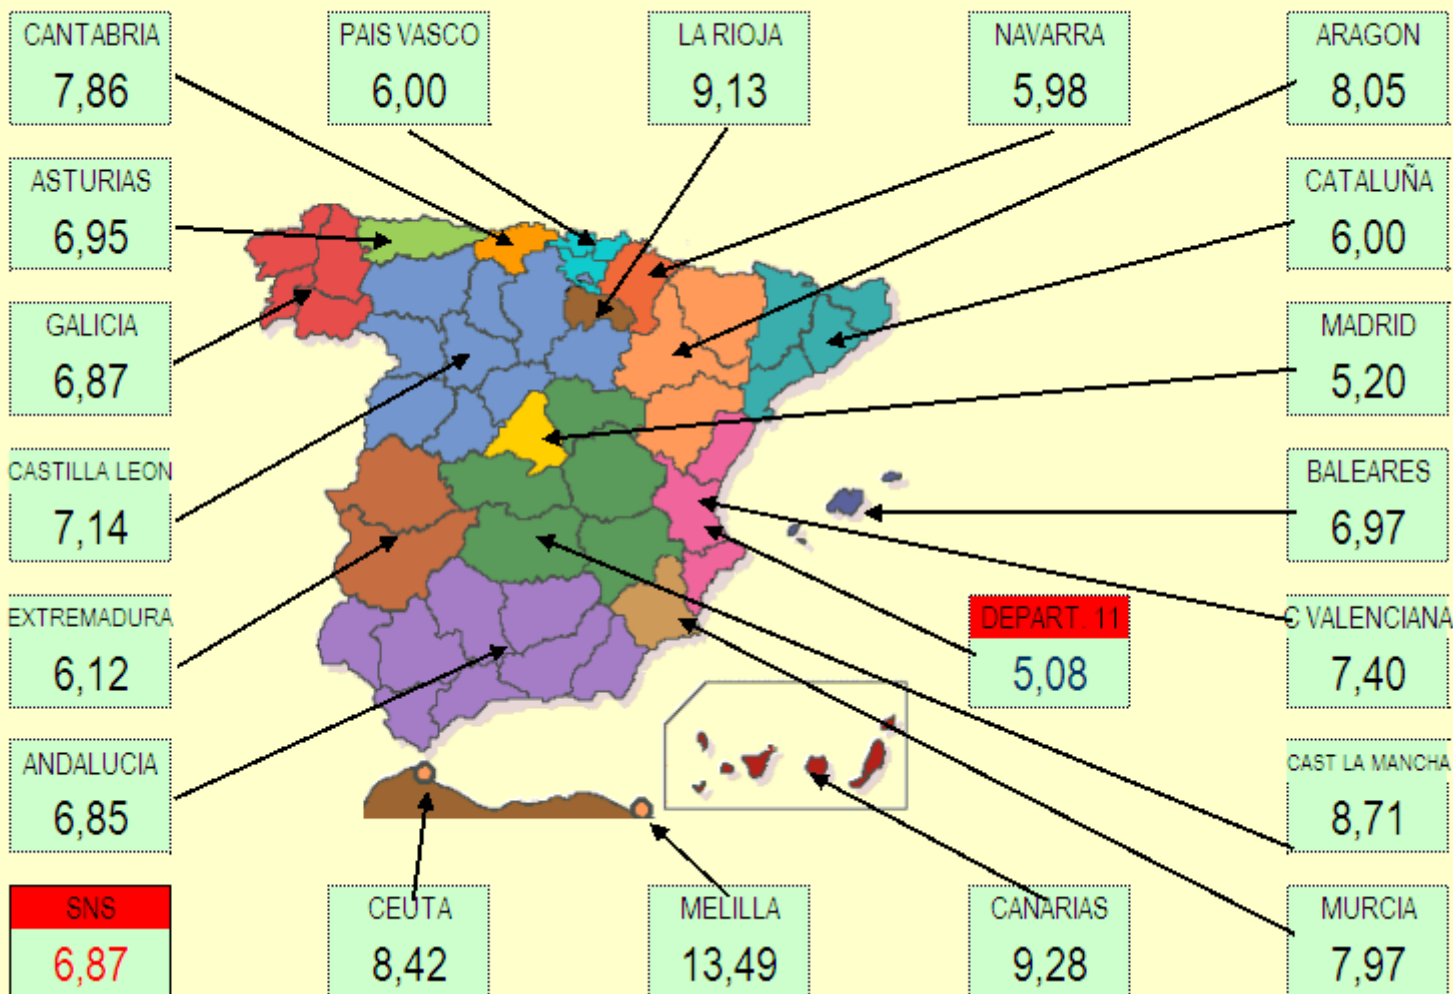 CANTABRIA
7,86
PAIS VASCO
6,00
LA RIOJA
9,13
NAVARRA
5,98
ARAGON
8,05
ASTURIAS
6,95
CATALUÑA
6,00
GALICIA
6,87
MADRID
5,20
CASTILLA LEON
7,14
BALEARES
6,97
EXTREMADURA
6,12
DEPART. 11
5,08
C VALENCIANA
7,40
ANDALUCIA
6,85
CAST LA MANCHA
8,71
SNS
6,87
CEUTA
8,42
MELILLA
13,49
CANARIAS
9,28
MURCIA
7,97